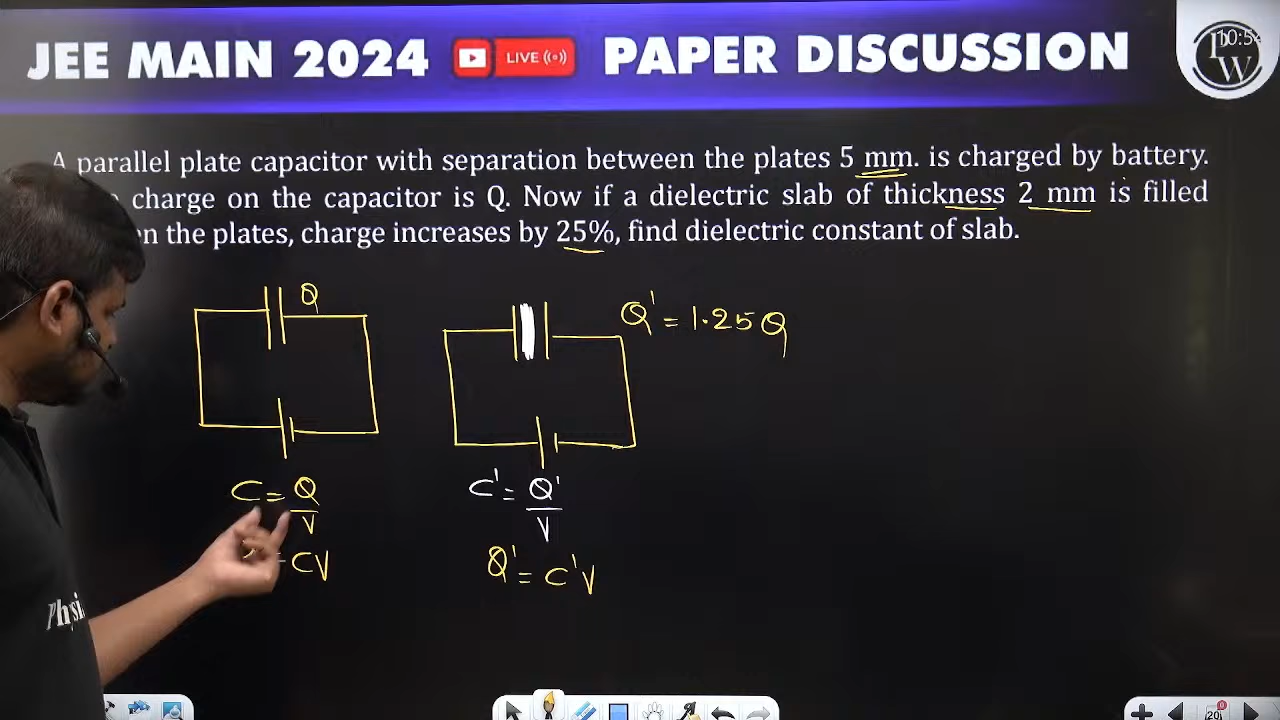 JEE MAIN 2024 LIVE PAPER DISCUSSION
A parallel plate capacitor with separation between the plates 5 mm. is charged by battery.
charge on the capacitor is Q. Now if a dielectric slab of thickness 2 mm is filled
the plates, charge increases by 25%, find dielectric constant of slab.
Q
Q' = 1.25Q
C = Q/V
C' = Q'/V
= CV
Q' = C'V
Physi
20